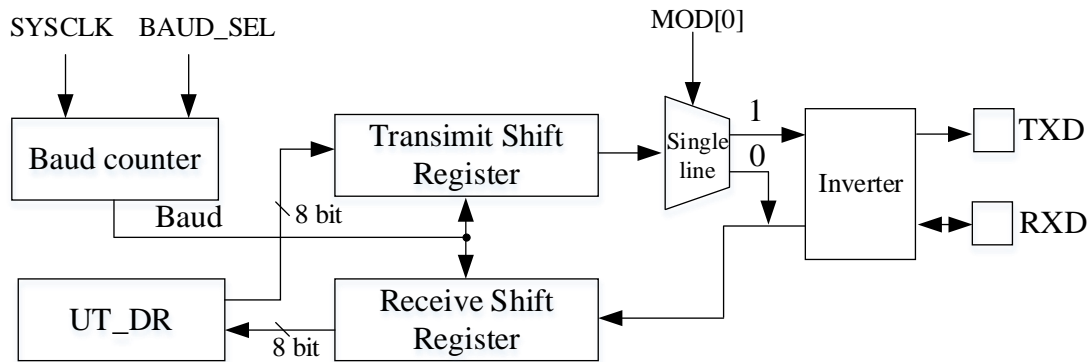 SYSCLK
BAUD_SEL
MOD[0]
Baud counter
Transimit Shift
Register
Single
line
1
0
Inverter
TXD
RXD
Baud
8 bit
UT_DR
Receive Shift
Register
8 bit